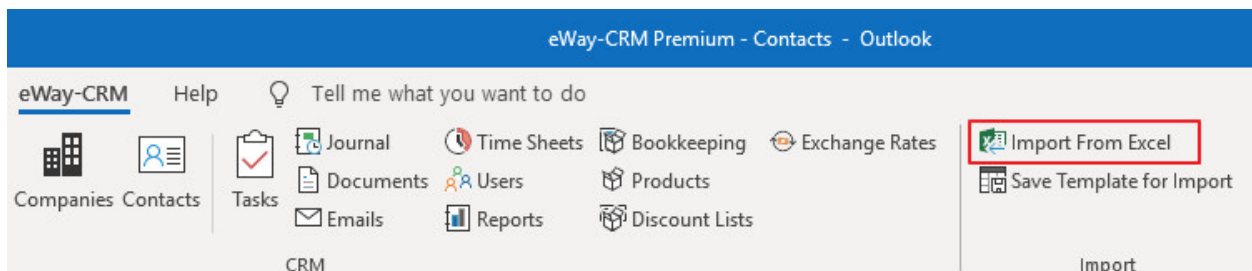 eWay-CRM Premium - Contacts - Outlook
eWay-CRM Help Tell me what you want to do
Journal Time Sheets Bookkeeping Exchange Rates Import From Excel
Companies Contacts Tasks Documents Users Products Save Template for Import
Emails Reports Discount Lists
CRM Import